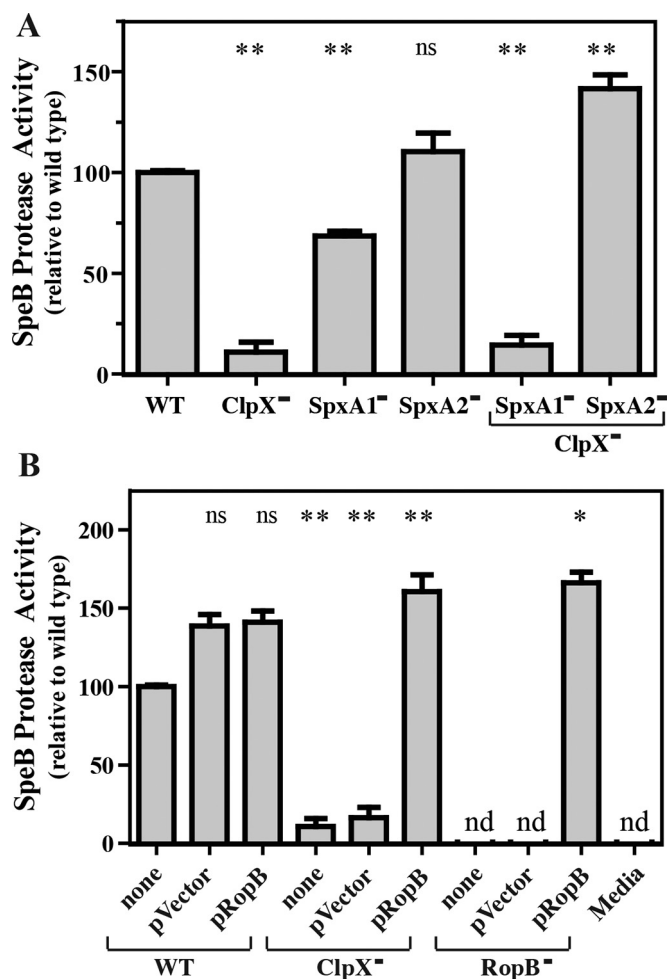 A
SpeB Protease Activity
(relative to wild type)
150
100
50
0
** ** ns ** **
WT ClpX⁻ SpxA1⁻ SpxA2⁻ SpxA1⁻ SpxA2⁻
ClpX⁻
B
SpeB Protease Activity
(relative to wild type)
200
150
100
50
0
ns ns ** ** ** *
nd nd nd
none pVector pRopB none pVector pRopB none pVector pRopB Media
WT ClpX⁻ RopB⁻